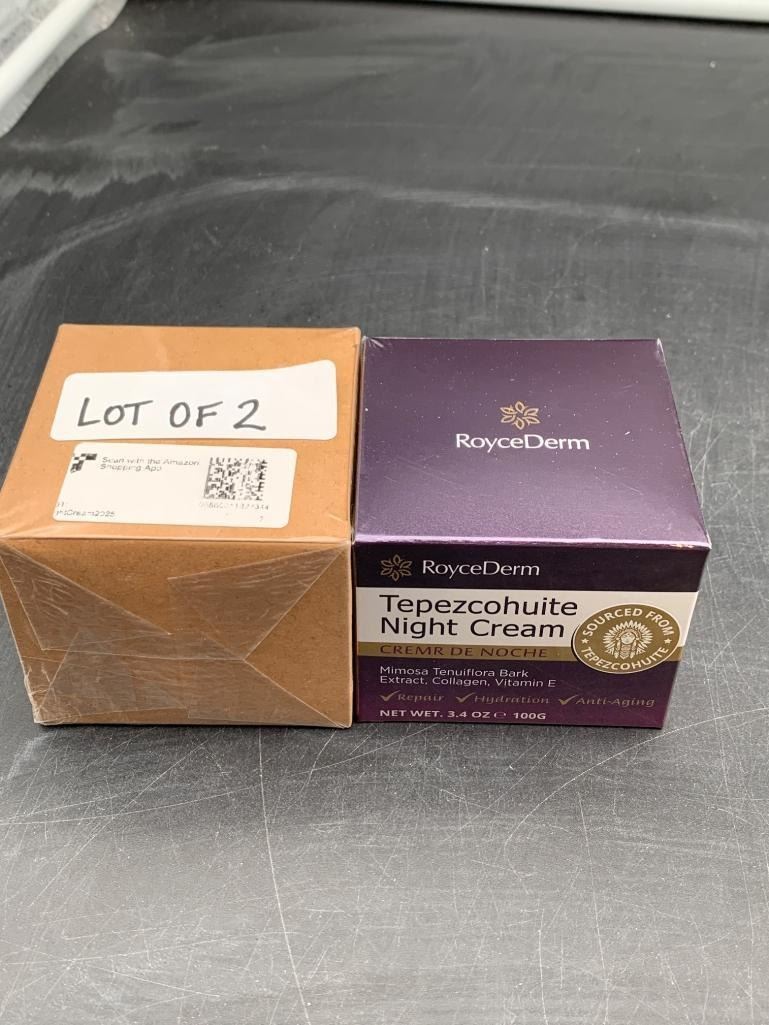 LOT OF 2
Scan with the Amazon
Shopping App
RoyceDerm
RoyceDerm
Tepezcohuite
Night Cream
CREMR DE NOCHE
SOURCED FROM
TEPEZCOHUITE
Mimosa Tenuiflora Bark
Extract, Collagen, Vitamin E
Repair Hydration Anti-Aging
NET WET. 3.4 OZ ℮ 100G